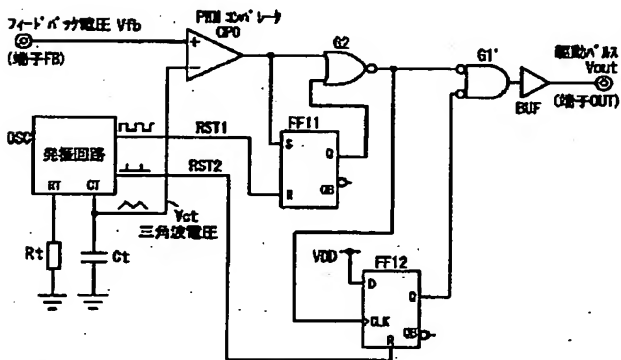 フィードバック電圧 Vfb
(端子FB)
PWM コンパレータ
CP0
G2
G1'
駆動パルス
Vout
(端子OUT)
BUF
OSC
発振回路
RT
CT
RST1
RST2
FF11
S
R
Q
QB
Vct
三角波電圧
Rt
Ct
VDD
FF12
D
CLK
R
Q
QB